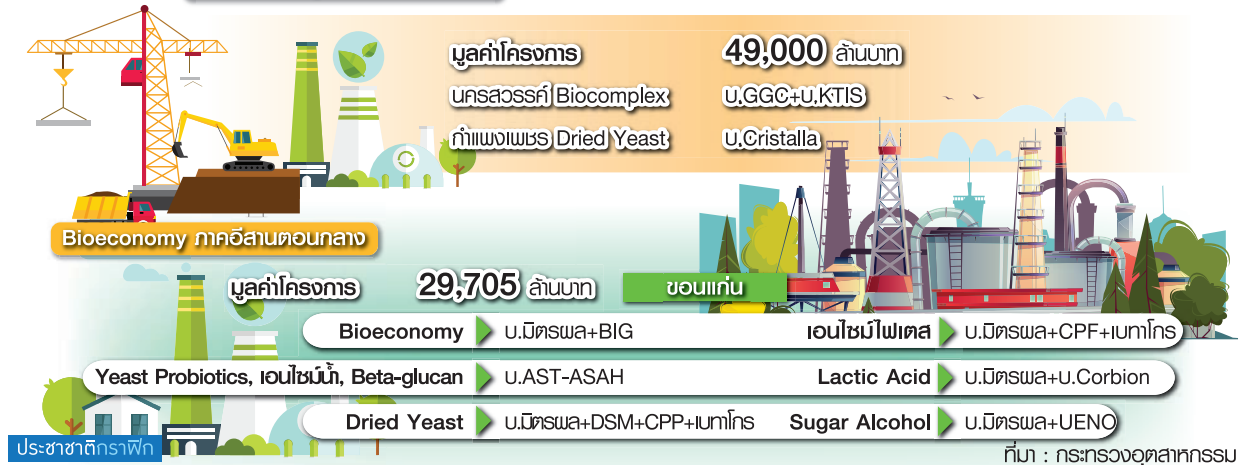 มูลค่าโครงการ 49,000 ล้านบาท
นครสวรรค์ Biocomplex บ.GGC+บ.KTIS
กำแพงเพชร Dried Yeast บ.Cristalla
Bioeconomy ภาคอีสานตอนกลาง
มูลค่าโครงการ 29,705 ล้านบาท ขอนแก่น
Bioeconomy บ.มิตรผล+BIG เอนไซม์ไฟเตส บ.มิตรผล+CPF+เบทาโกร
Yeast Probiotics, เอนไซม์น้ำ, Beta-glucan บ.AST-ASAH Lactic Acid บ.มิตรผล+บ.Corbion
Dried Yeast บ.มิตรผล+DSM+CPP+เบทาโกร Sugar Alcohol บ.มิตรผล+UENO
ประชาชาติกราฟิก ที่มา : กระทรวงอุตสาหกรรม